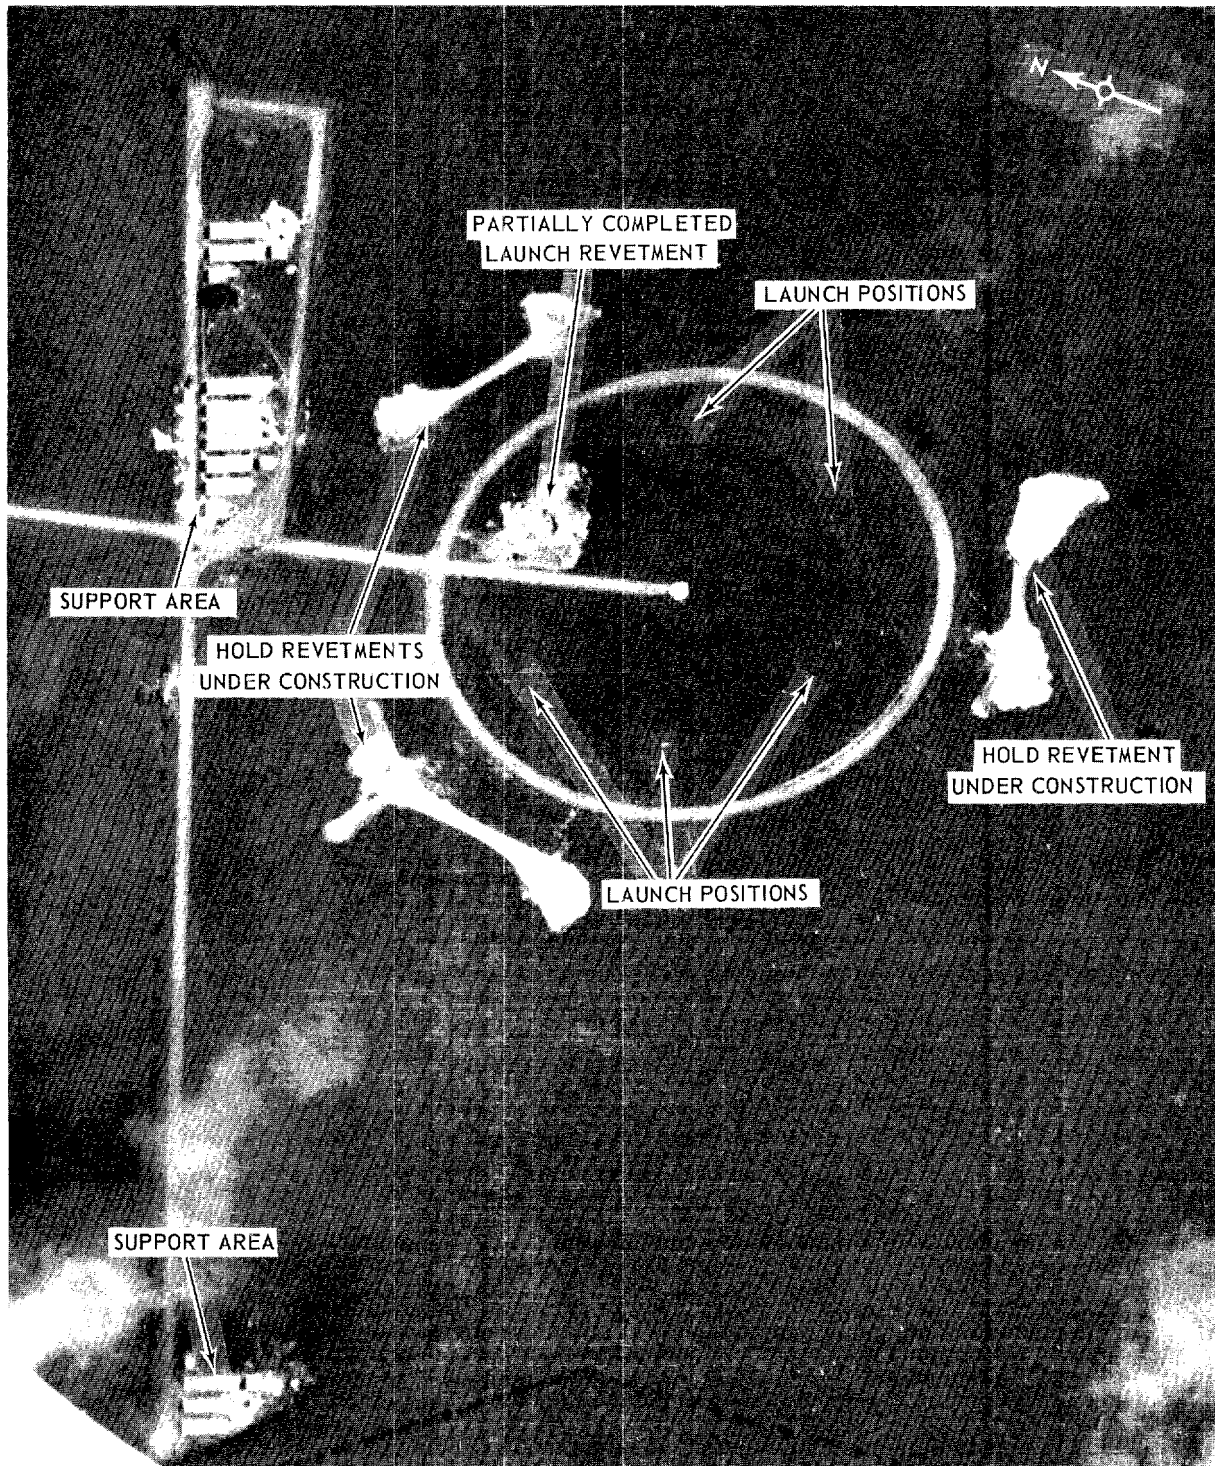 N
PARTIALLY COMPLETED
LAUNCH REVETMENT
LAUNCH POSITIONS
SUPPORT AREA
HOLD REVETMENTS
UNDER CONSTRUCTION
HOLD REVETMENT
UNDER CONSTRUCTION
LAUNCH POSITIONS
SUPPORT AREA